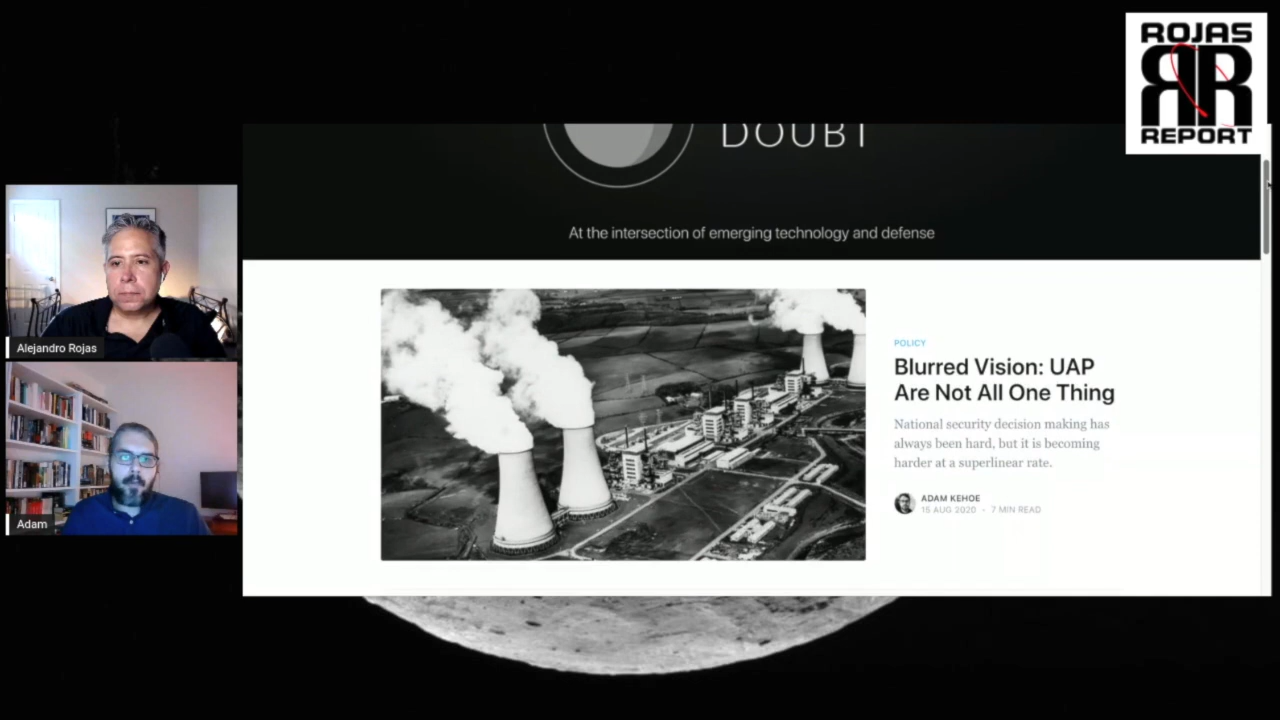 ROJAS
RR
REPORT
DOUBT
At the intersection of emerging technology and defense
POLICY
Blurred Vision: UAP
Are Not All One Thing
National security decision making has
always been hard, but it is becoming
harder at a superlinear rate.
ADAM KEHOE
15 AUG 2020 • 7 MIN READ
Alejandro Rojas
Adam